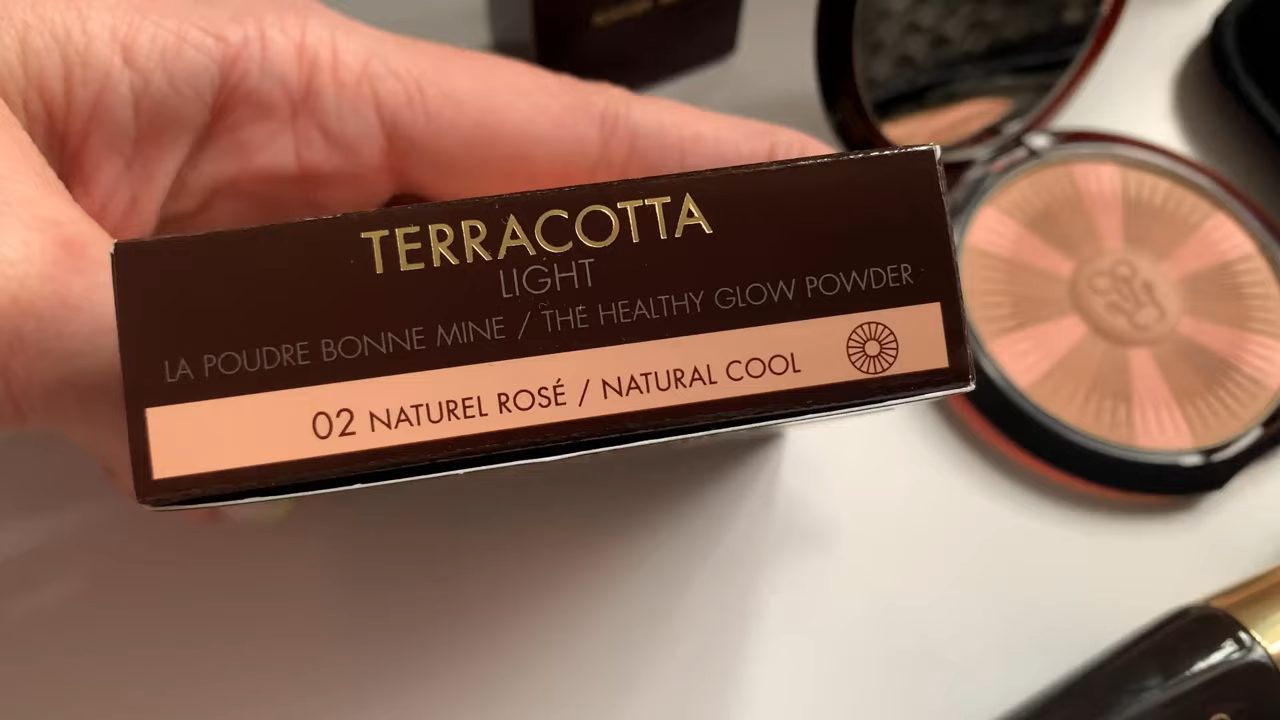 TERRACOTTA
LIGHT
LA POUDRE BONNE MINE / THE HEALTHY GLOW POWDER
02 NATUREL ROSÉ / NATURAL COOL